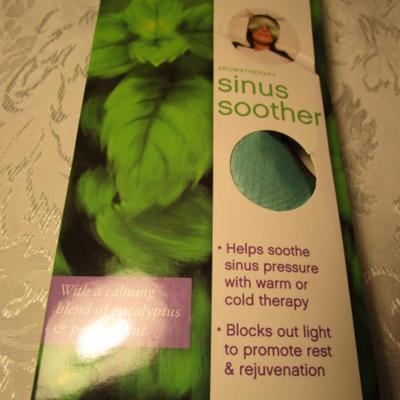 AROMATHERAPY
sinus
soother
• Helps soothe
sinus pressure
with warm or
cold therapy
• Blocks out light
to promote rest
& rejuvenation
With a calming
blend of eucalyptus
&